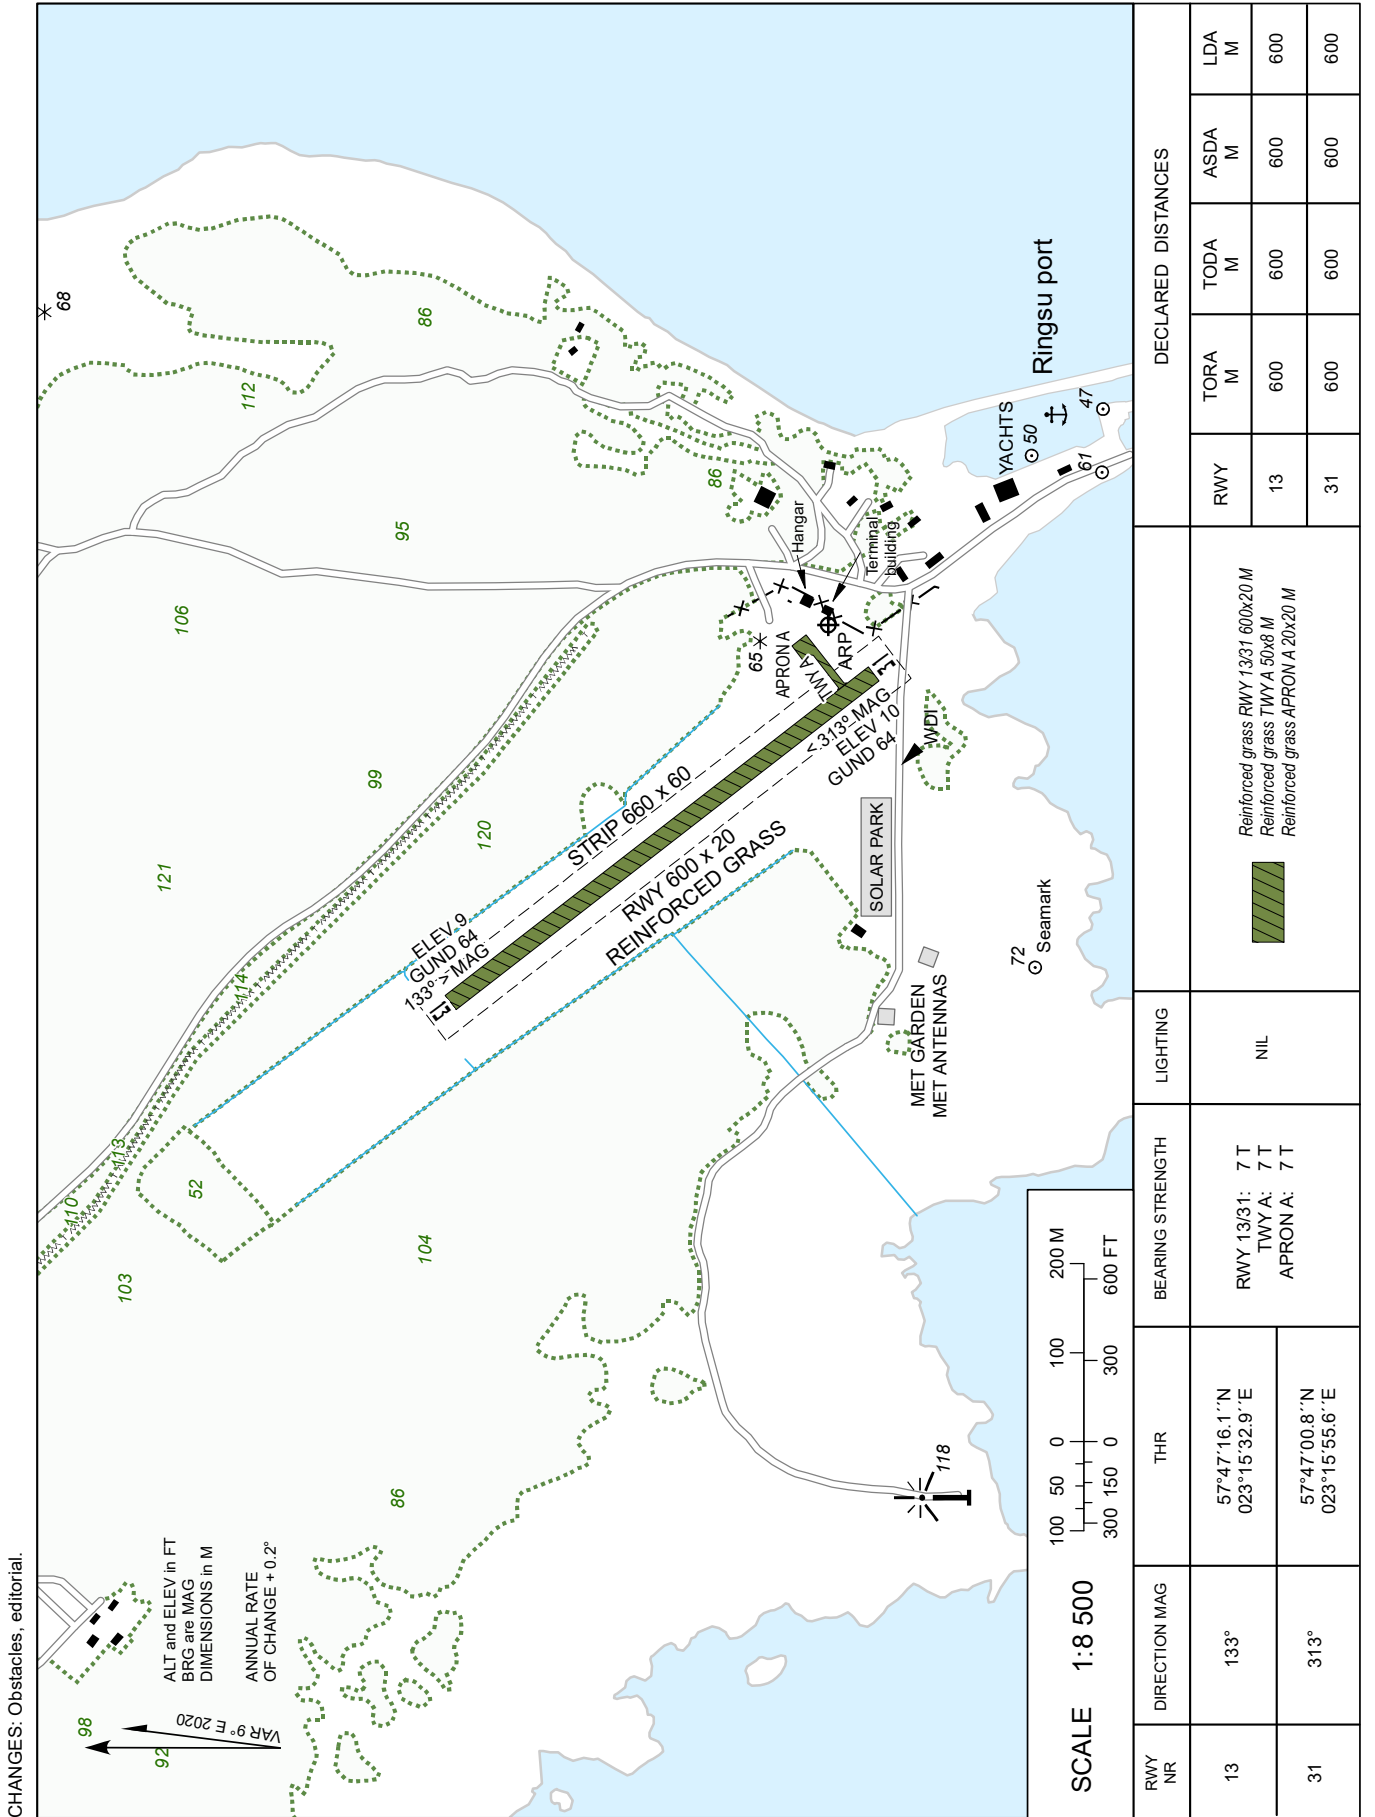 CHANGES: Obstacles, editorial.
98
92
VAR 9° E 2020
ALT and ELEV in FT
BRG are MAG
DIMENSIONS in M
ANNUAL RATE
OF CHANGE + 0.2°
86
103
110
113
52
104
114
121
99
106
120
95
112
86
86
68
ELEV 9
GUND 64
133° > MAG
13
STRIP 660 x 60
RWY 600 x 20
REINFORCED GRASS
< 313° MAG
ELEV 10
GUND 64
31
65
APRON A
TWY A
ARP
Hangar
Terminal
building
WDI
SOLAR PARK
MET GARDEN
MET ANTENNAS
72
Seamark
118
YACHTS
50
47
61
Ringsu port
SCALE 1:8 500
100 50 0 100 200 M
300 150 0 300 600 FT
RWY
NR
DIRECTION MAG
THR
BEARING STRENGTH
LIGHTING
13
133°
57°47´16.1´´N
023°15´32.9´´E
31
313°
57°47´00.8´´N
023°15´55.6´´E
RWY 13/31: 7 T
TWY A: 7 T
APRON A: 7 T
NIL
Reinforced grass RWY 13/31 600x20 M
Reinforced grass TWY A 50x8 M
Reinforced grass APRON A 20x20 M
DECLARED DISTANCES
RWY
TORA
M
TODA
M
ASDA
M
LDA
M
13 600 600 600 600
31 600 600 600 600